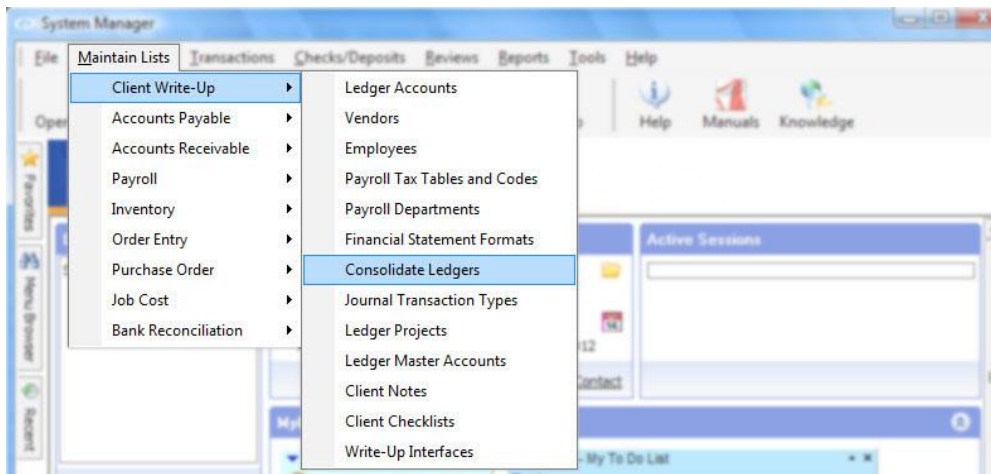 System Manager
File Maintain Lists Transactions Checks/Deposits Reviews Reports Tools Help
Client Write-Up
Accounts Payable
Accounts Receivable
Payroll
Inventory
Order Entry
Purchase Order
Job Cost
Bank Reconciliation
Ledger Accounts
Vendors
Employees
Payroll Tax Tables and Codes
Payroll Departments
Financial Statement Formats
Consolidate Ledgers
Journal Transaction Types
Ledger Projects
Ledger Master Accounts
Client Notes
Client Checklists
Write-Up Interfaces
Help Manuals Knowledge
Favorites
Menu Browser
Recent
Active Sessions
Contact
- My To Do List